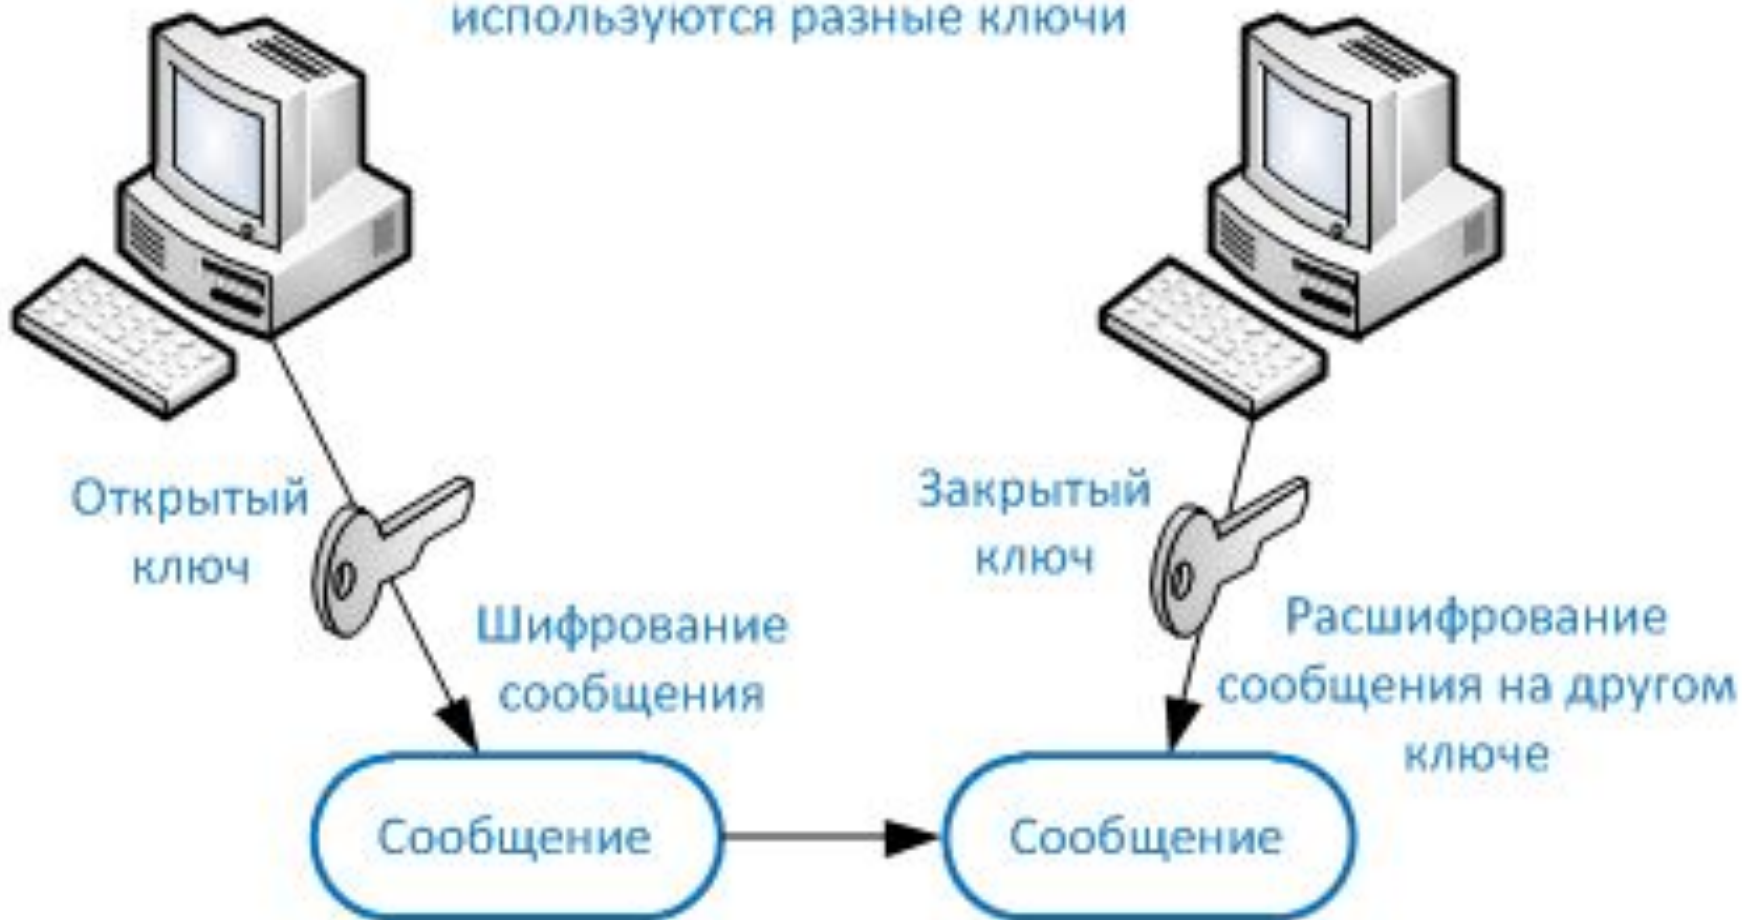 используются разные ключи
Открытый
ключ
Шифрование
сообщения
Закрытый
ключ
Расшифрование
сообщения на другом
ключе
Сообщение
Сообщение